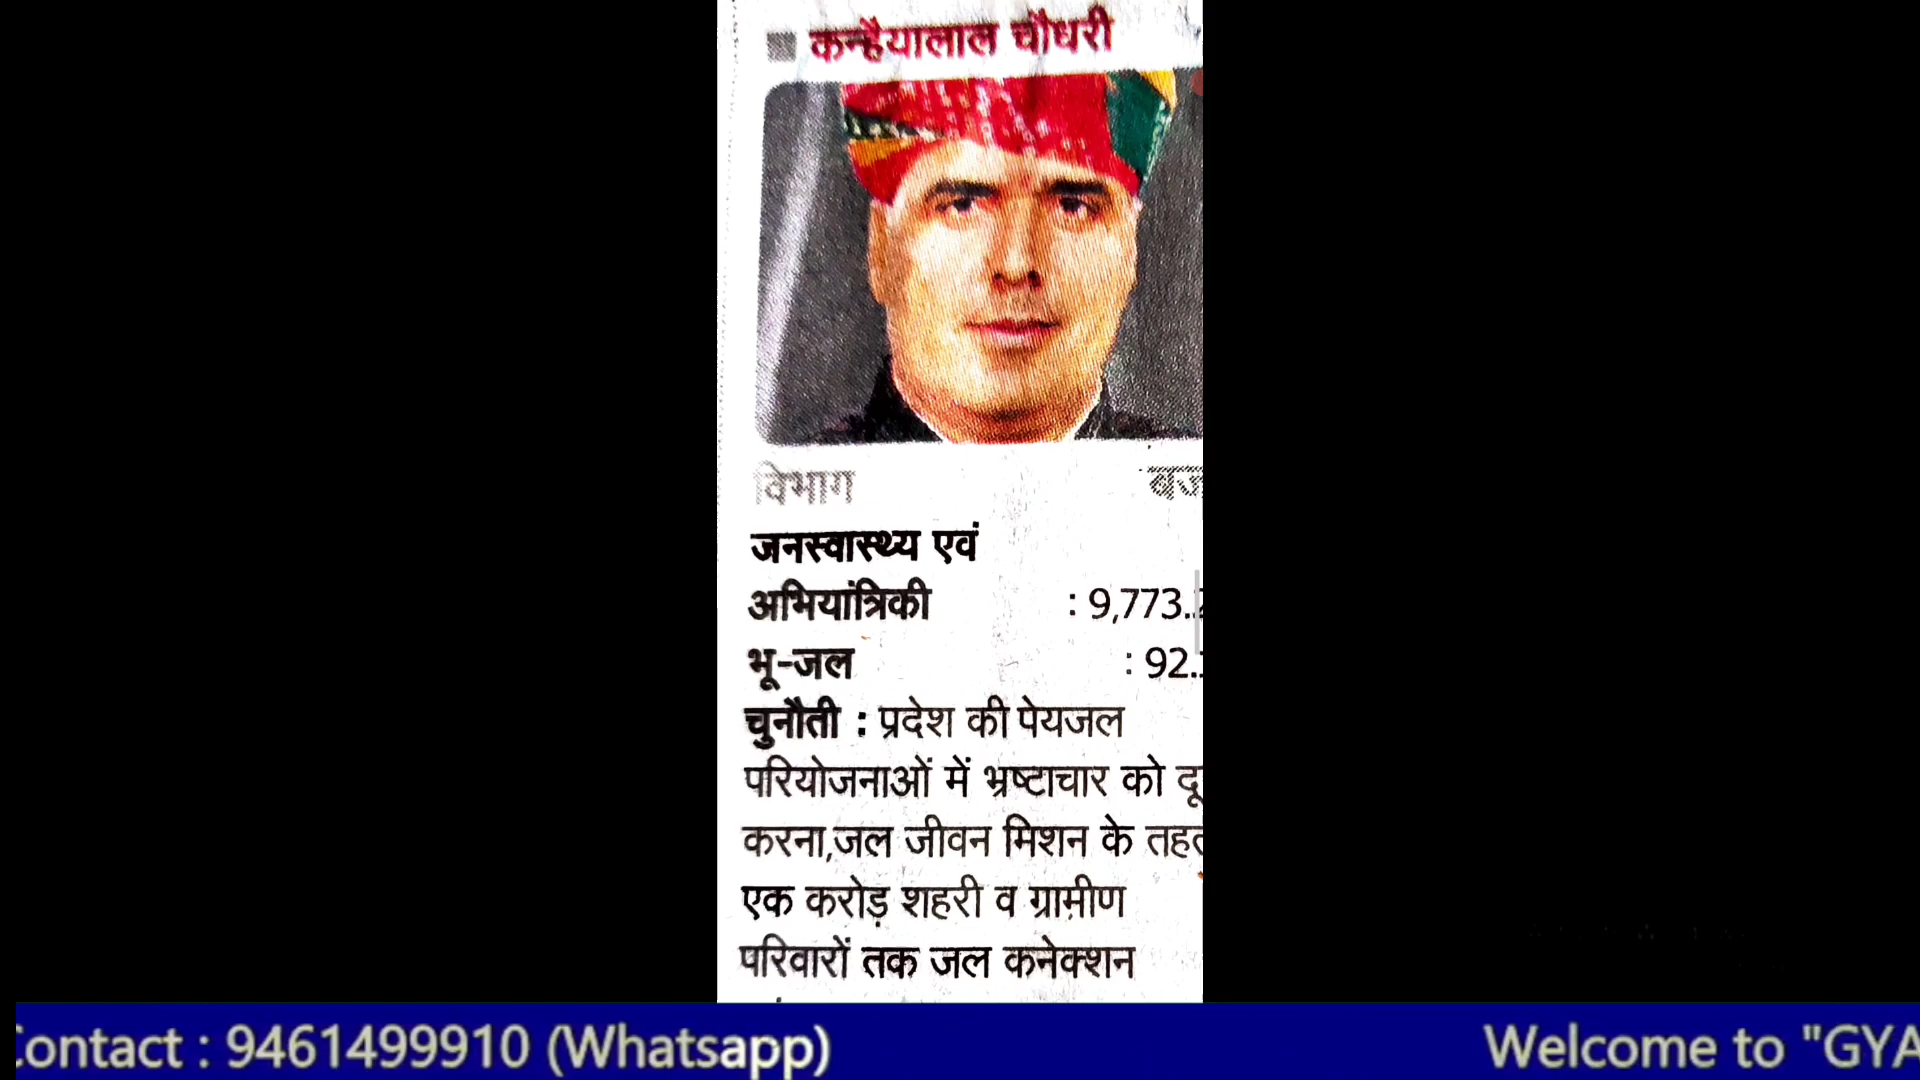 कन्हैयालाल चौधरी
विभाग
जनस्वास्थ्य एवं
अभियांत्रिकी : 9,773.
भू-जल : 92.
चुनौती : प्रदेश की पेयजल
परियोजनाओं में भ्रष्टाचार को
करना,जल जीवन मिशन के
एक करोड़ शहरी व ग्रामीण
परिवारों तक जल कनेक्शन
Contact : 9461499910 (Whatsapp) Welcome to "GYA